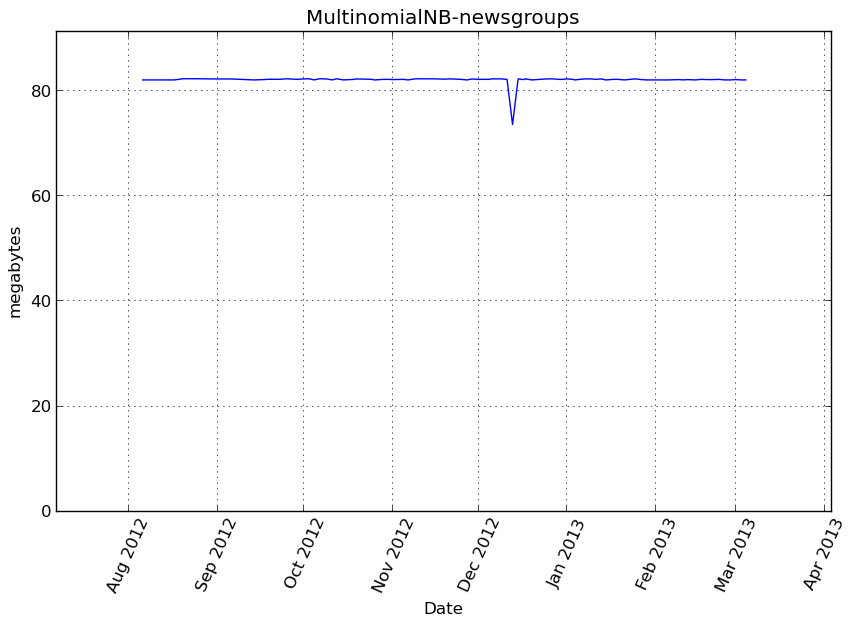 MultinomialNB-newsgroups
megabytes
80
60
40
20
0
Aug 2012
Sep 2012
Oct 2012
Nov 2012
Dec 2012
Jan 2013
Feb 2013
Mar 2013
Apr 2013
Date